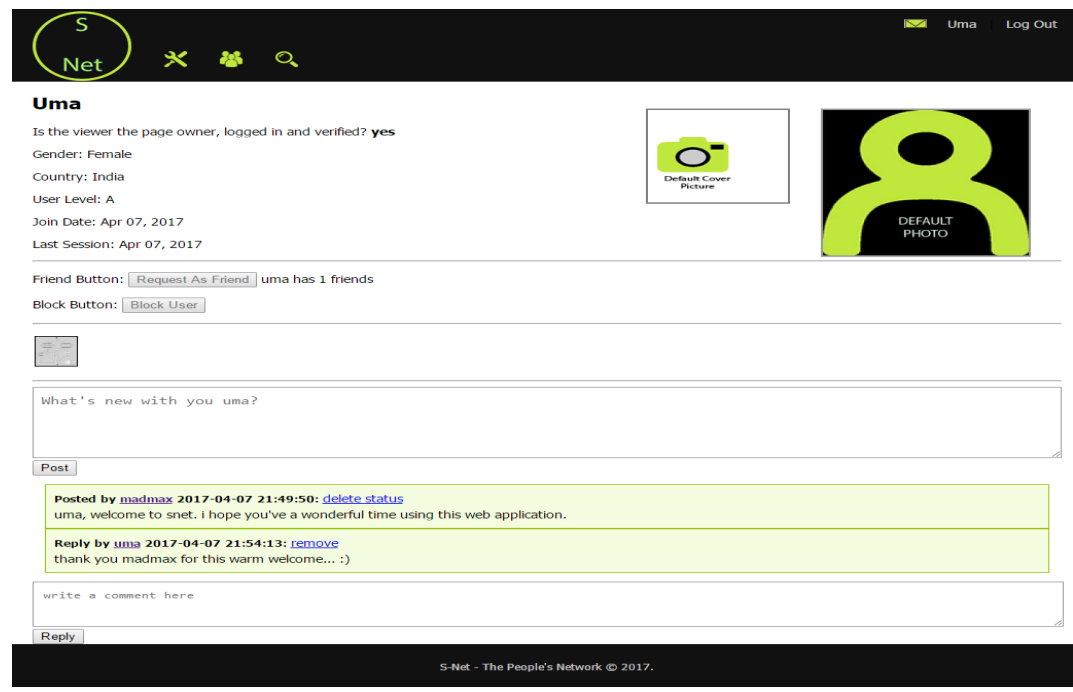 S
Net
Uma
Log Out
Uma
Is the viewer the page owner, logged in and verified? yes
Gender: Female
Country: India
User Level: A
Join Date: Apr 07, 2017
Last Session: Apr 07, 2017
Default Cover
Picture
DEFAULT
PHOTO
Friend Button: Request As Friend uma has 1 friends
Block Button: Block User
What's new with you uma?
Post
Posted by madmax 2017-04-07 21:49:50: delete status
uma, welcome to snet. i hope you've a wonderful time using this web application.
Reply by uma 2017-04-07 21:54:13: remove
thank you madmax for this warm welcome... :)
write a comment here
Reply
S-Net - The People's Network © 2017.